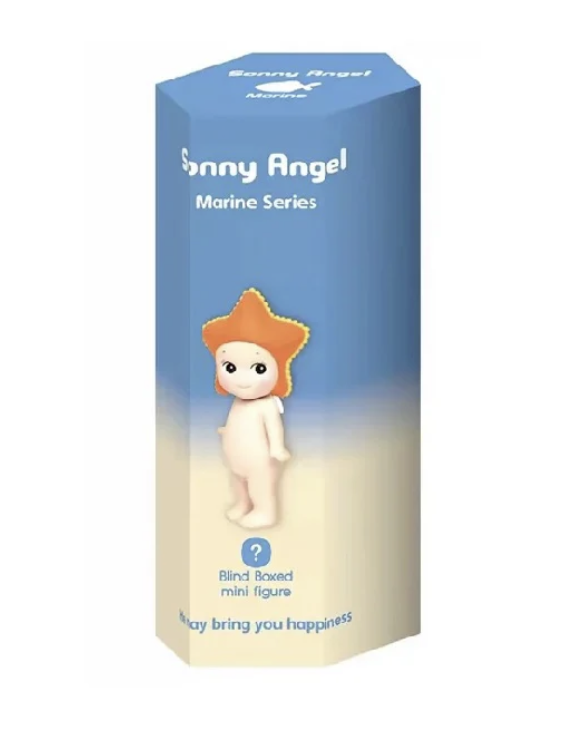 Sonny Angel
Marine
Sonny Angel
Marine Series
?
Blind Boxed
mini figure
may bring you happiness